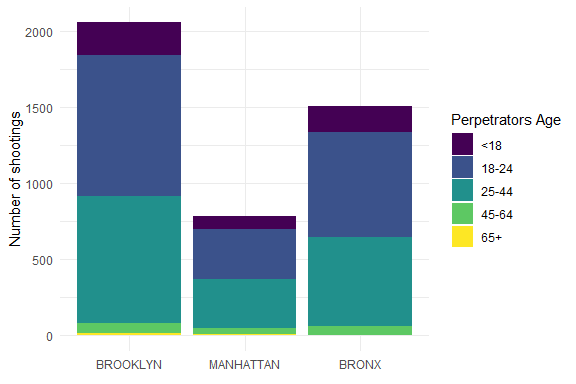 Number of shootings
2000
1500
1000
500
0
BROOKLYN
MANHATTAN
BRONX
Perpetrators Age
<18
18-24
25-44
45-64
65+